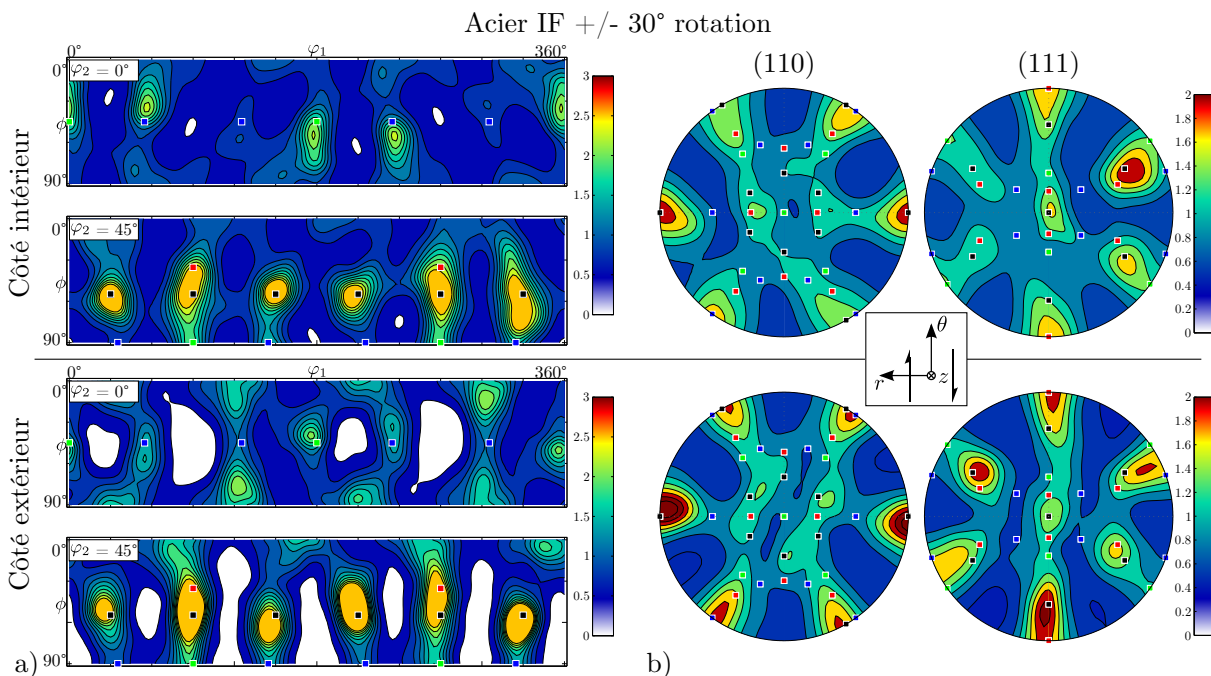 Acier IF +/- 30° rotation
Côté intérieur
0° φ1 360°
φ2 = 0°
0°
ϕ
90°
3
2.5
2
1.5
1
0.5
0
φ2 = 45°
0°
ϕ
90°
(110)
(111)
2
1.8
1.6
1.4
1.2
1
0.8
0.6
0.4
0.2
0
θ
r
z
Côté extérieur
φ1 360°
φ2 = 0°
0°
ϕ
90°
3
2.5
2
1.5
1
0.5
0
φ2 = 45°
0°
ϕ
90°
2
1.8
1.6
1.4
1.2
1
0.8
0.6
0.4
0.2
0
a)
b)